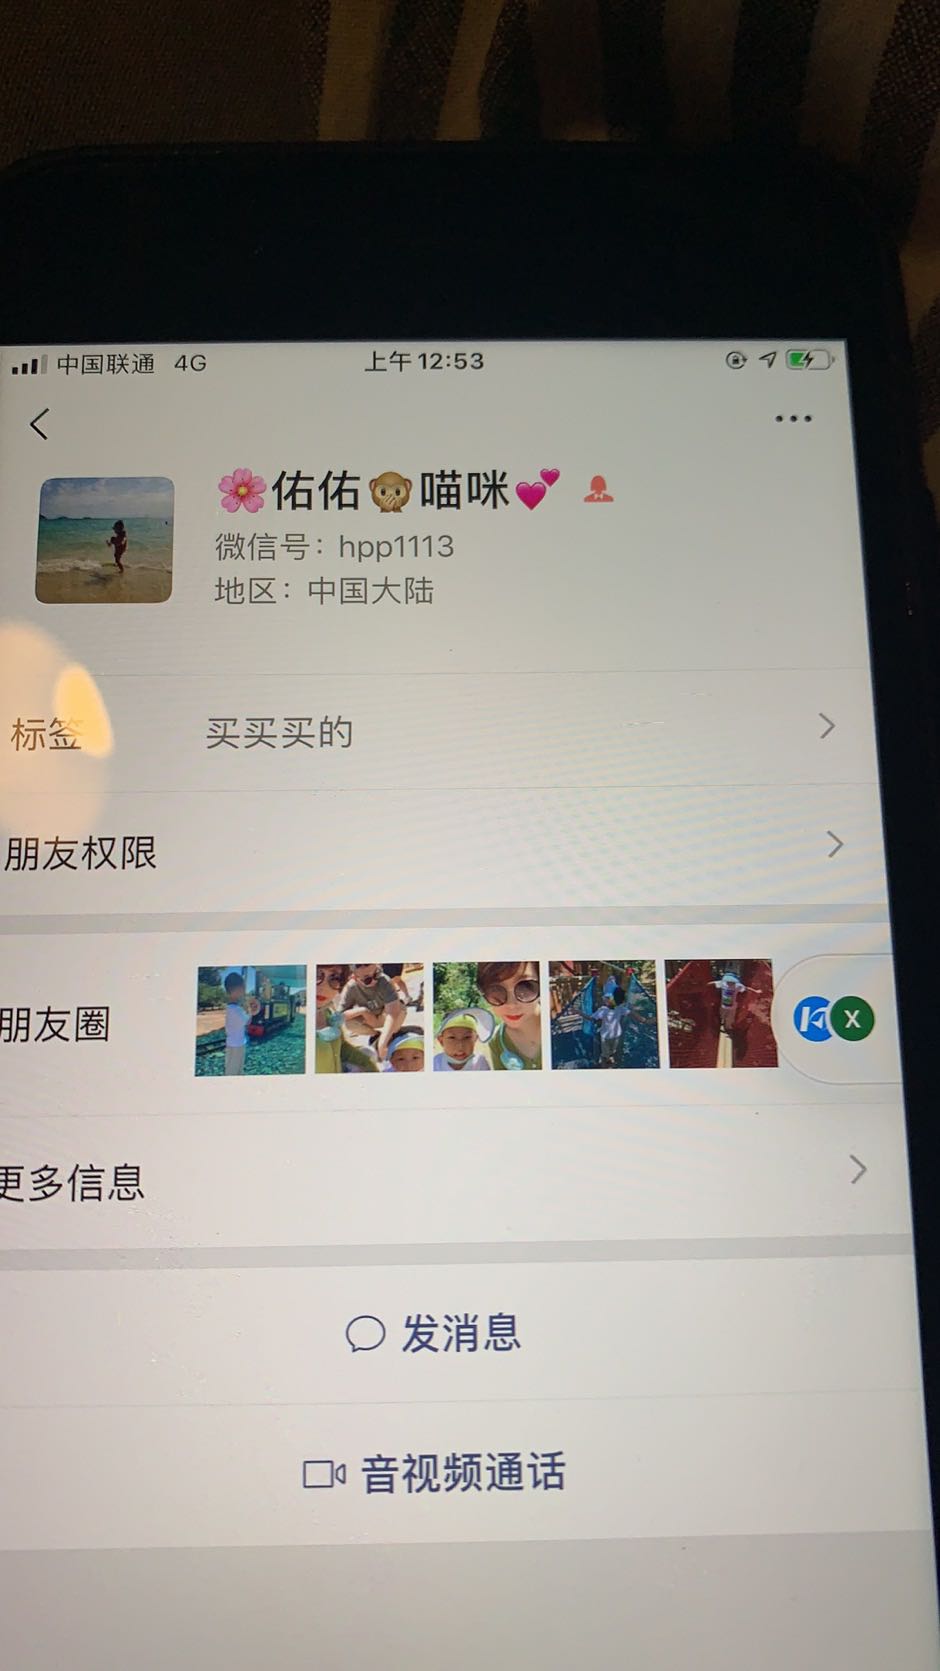 中国联通 4G 上午12:53
🌸佑佑🙊喵咪💕
微信号：hpp1113
地区：中国大陆
标签 买买买的
朋友权限
朋友圈
X
更多信息
发消息
音视频通话